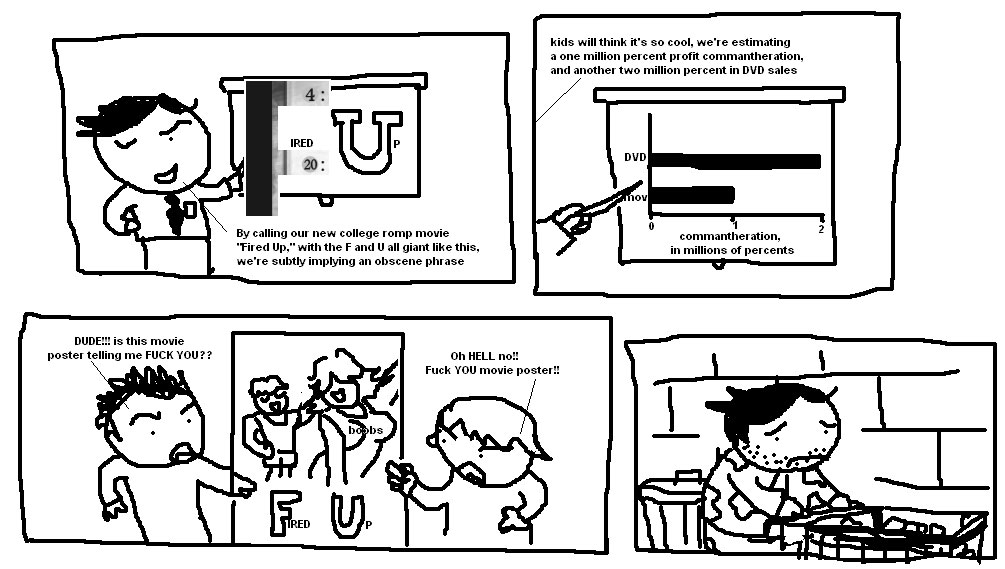 4:
IRED
U
P
20:
By calling our new college romp movie
"Fired Up," with the F and U all giant like this,
we're subtly implying an obscene phrase
kids will think it's so cool, we're estimating
a one million percent profit commantheration,
and another two million percent in DVD sales
DVD
mov
0 1 2
commantheration,
in millions of percents
DUDE!!! is this movie
poster telling me FUCK YOU??
boobs
FIRED UP
Oh HELL no!!
Fuck YOU movie poster!!